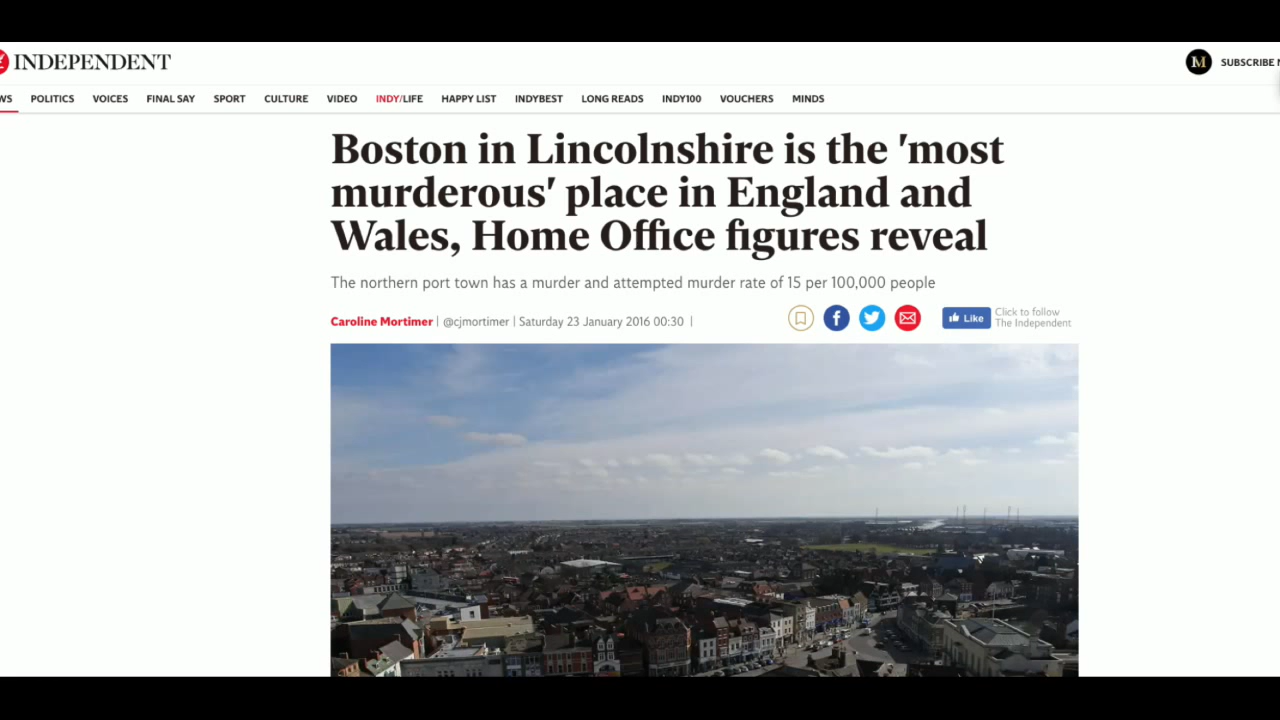 INDEPENDENT
SUBSCRIBE
WS POLITICS VOICES FINAL SAY SPORT CULTURE VIDEO INDY/LIFE HAPPY LIST INDYBEST LONG READS INDY100 VOUCHERS MINDS
Boston in Lincolnshire is the 'most
murderous' place in England and
Wales, Home Office figures reveal
The northern port town has a murder and attempted murder rate of 15 per 100,000 people
Caroline Mortimer | @cjmortimer | Saturday 23 January 2016 00:30 |
Like
Click to follow
The Independent